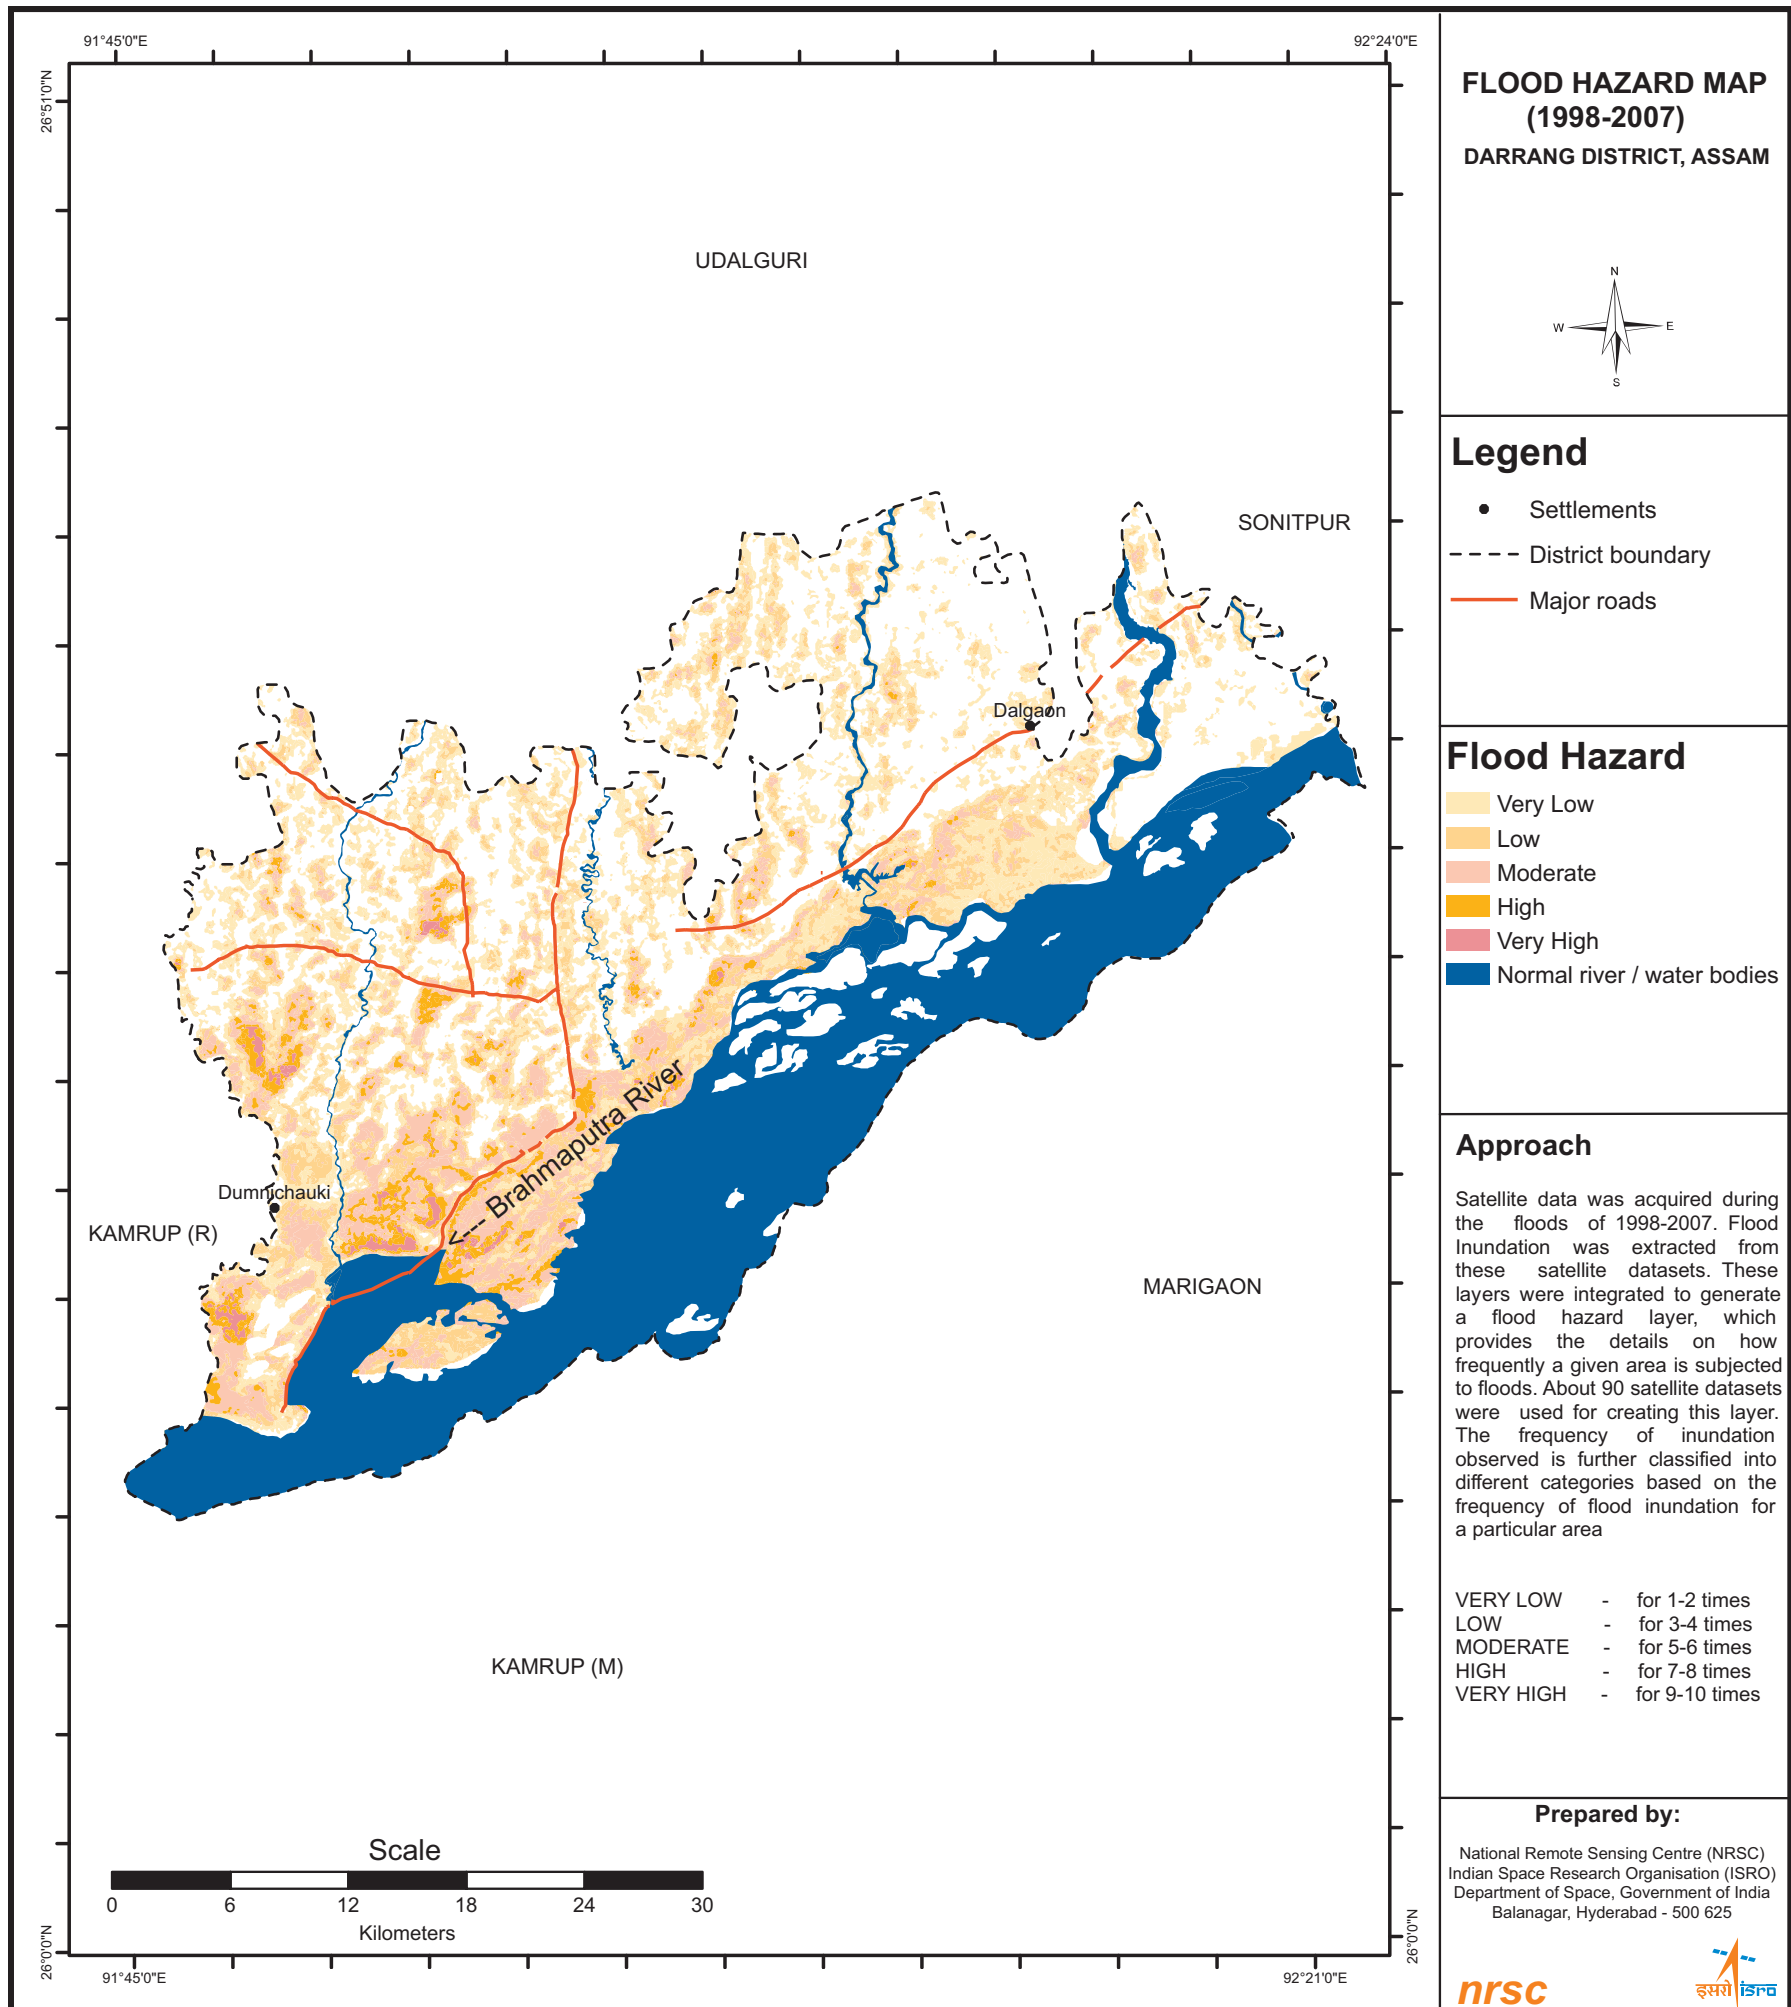 91°45'0"E
92°24'0"E
26°51'0"N
UDALGURI
SONITPUR
Dalgaon
Brahmaputra River
Dumnichauki
KAMRUP (R)
MARIGAON
KAMRUP (M)
Scale
0 6 12 18 24 30
Kilometers
26°0'0"N
26°0'0"N
91°45'0"E
92°21'0"E
FLOOD HAZARD MAP
(1998-2007)
DARRANG DISTRICT, ASSAM
N
W E
S
Legend
Settlements
District boundary
Major roads
Flood Hazard
Very Low
Low
Moderate
High
Very High
Normal river / water bodies
Approach
Satellite data was acquired during
the floods of 1998-2007. Flood
Inundation was extracted from
these satellite datasets. These
layers were integrated to generate
a flood hazard layer, which
provides the details on how
frequently a given area is subjected
to floods. About 90 satellite datasets
were used for creating this layer.
The frequency of inundation
observed is further classified into
different categories based on the
frequency of flood inundation for
a particular area
VERY LOW - for 1-2 times
LOW - for 3-4 times
MODERATE - for 5-6 times
HIGH - for 7-8 times
VERY HIGH - for 9-10 times
Prepared by:
National Remote Sensing Centre (NRSC)
Indian Space Research Organisation (ISRO)
Department of Space, Government of India
Balanagar, Hyderabad - 500 625
nrsc
इसरो isro